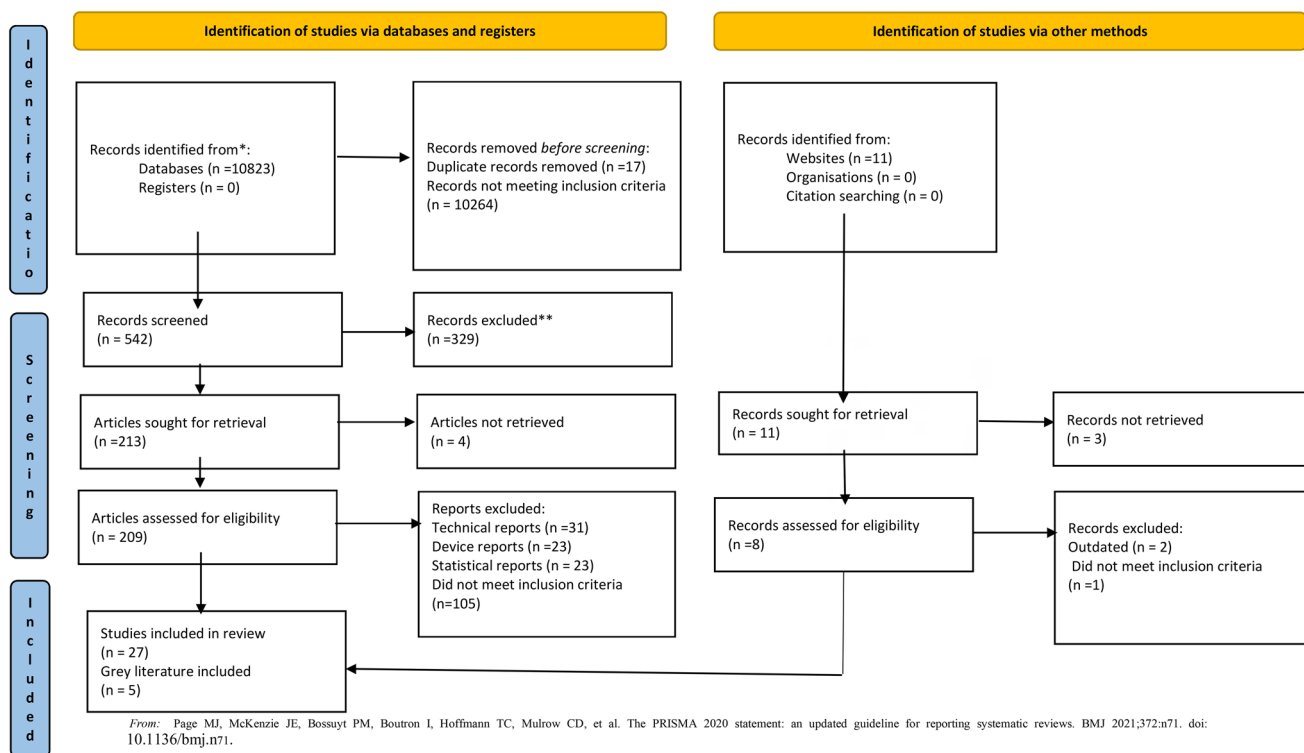 Identification of studies via databases and registers
Identification of studies via other methods
Identificatio
Records identified from*:
Databases (n =10823)
Registers (n = 0)
Records removed before screening:
Duplicate records removed (n =17)
Records not meeting inclusion criteria
(n = 10264)
Records identified from:
Websites (n =11)
Organisations (n = 0)
Citation searching (n = 0)
Screening
Records screened
(n = 542)
Records excluded**
(n =329)
Articles sought for retrieval
(n =213)
Articles not retrieved
(n = 4)
Records sought for retrieval
(n = 11)
Records not retrieved
(n = 3)
Articles assessed for eligibility
(n = 209)
Reports excluded:
Technical reports (n =31)
Device reports (n =23)
Statistical reports (n = 23)
Did not meet inclusion criteria
(n=105)
Records assessed for eligibility
(n =8)
Records excluded:
Outdated (n = 2)
Did not meet inclusion criteria
(n =1)
Included
Studies included in review
(n = 27)
Grey literature included
(n = 5)
From: Page MJ, McKenzie JE, Bossuyt PM, Boutron I, Hoffmann TC, Mulrow CD, et al. The PRISMA 2020 statement: an updated guideline for reporting systematic reviews. BMJ 2021;372:n71. doi:
10.1136/bmj.n71.